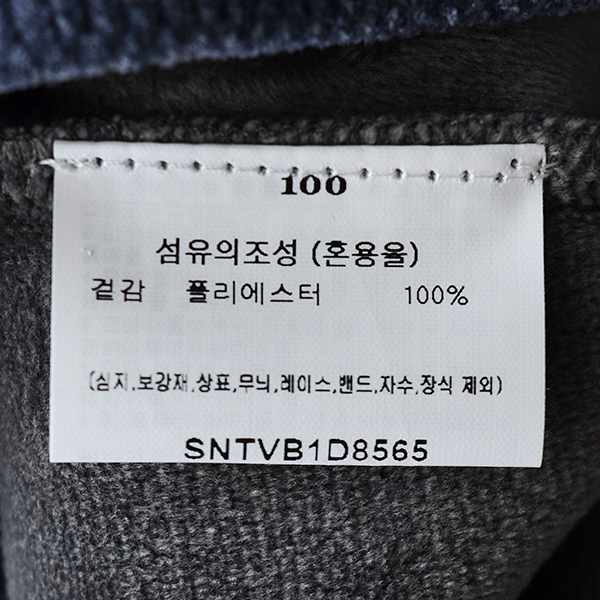 100
섬유의조성 (혼용율)
겉감 폴리에스터 100%
(심지,보강재,상표,무늬,레이스,밴드,자수,장식 제외)
SNTVB1D8565